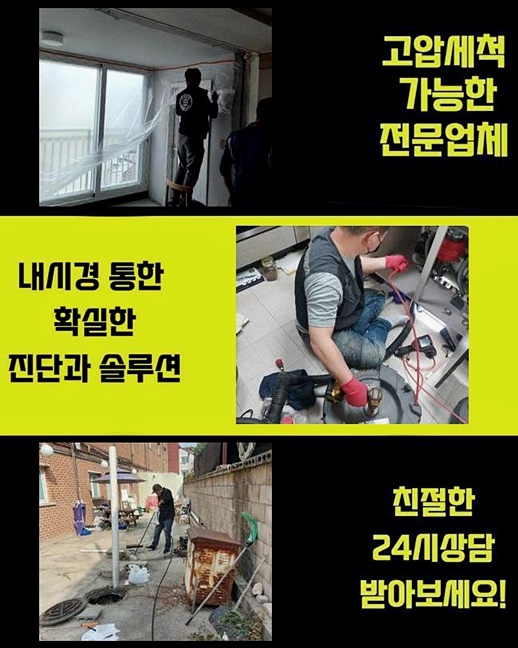 고압세척
가능한
전문업체
내시경 통한
확실한
진단과 솔루션
친절한
24시상담
받아보세요!